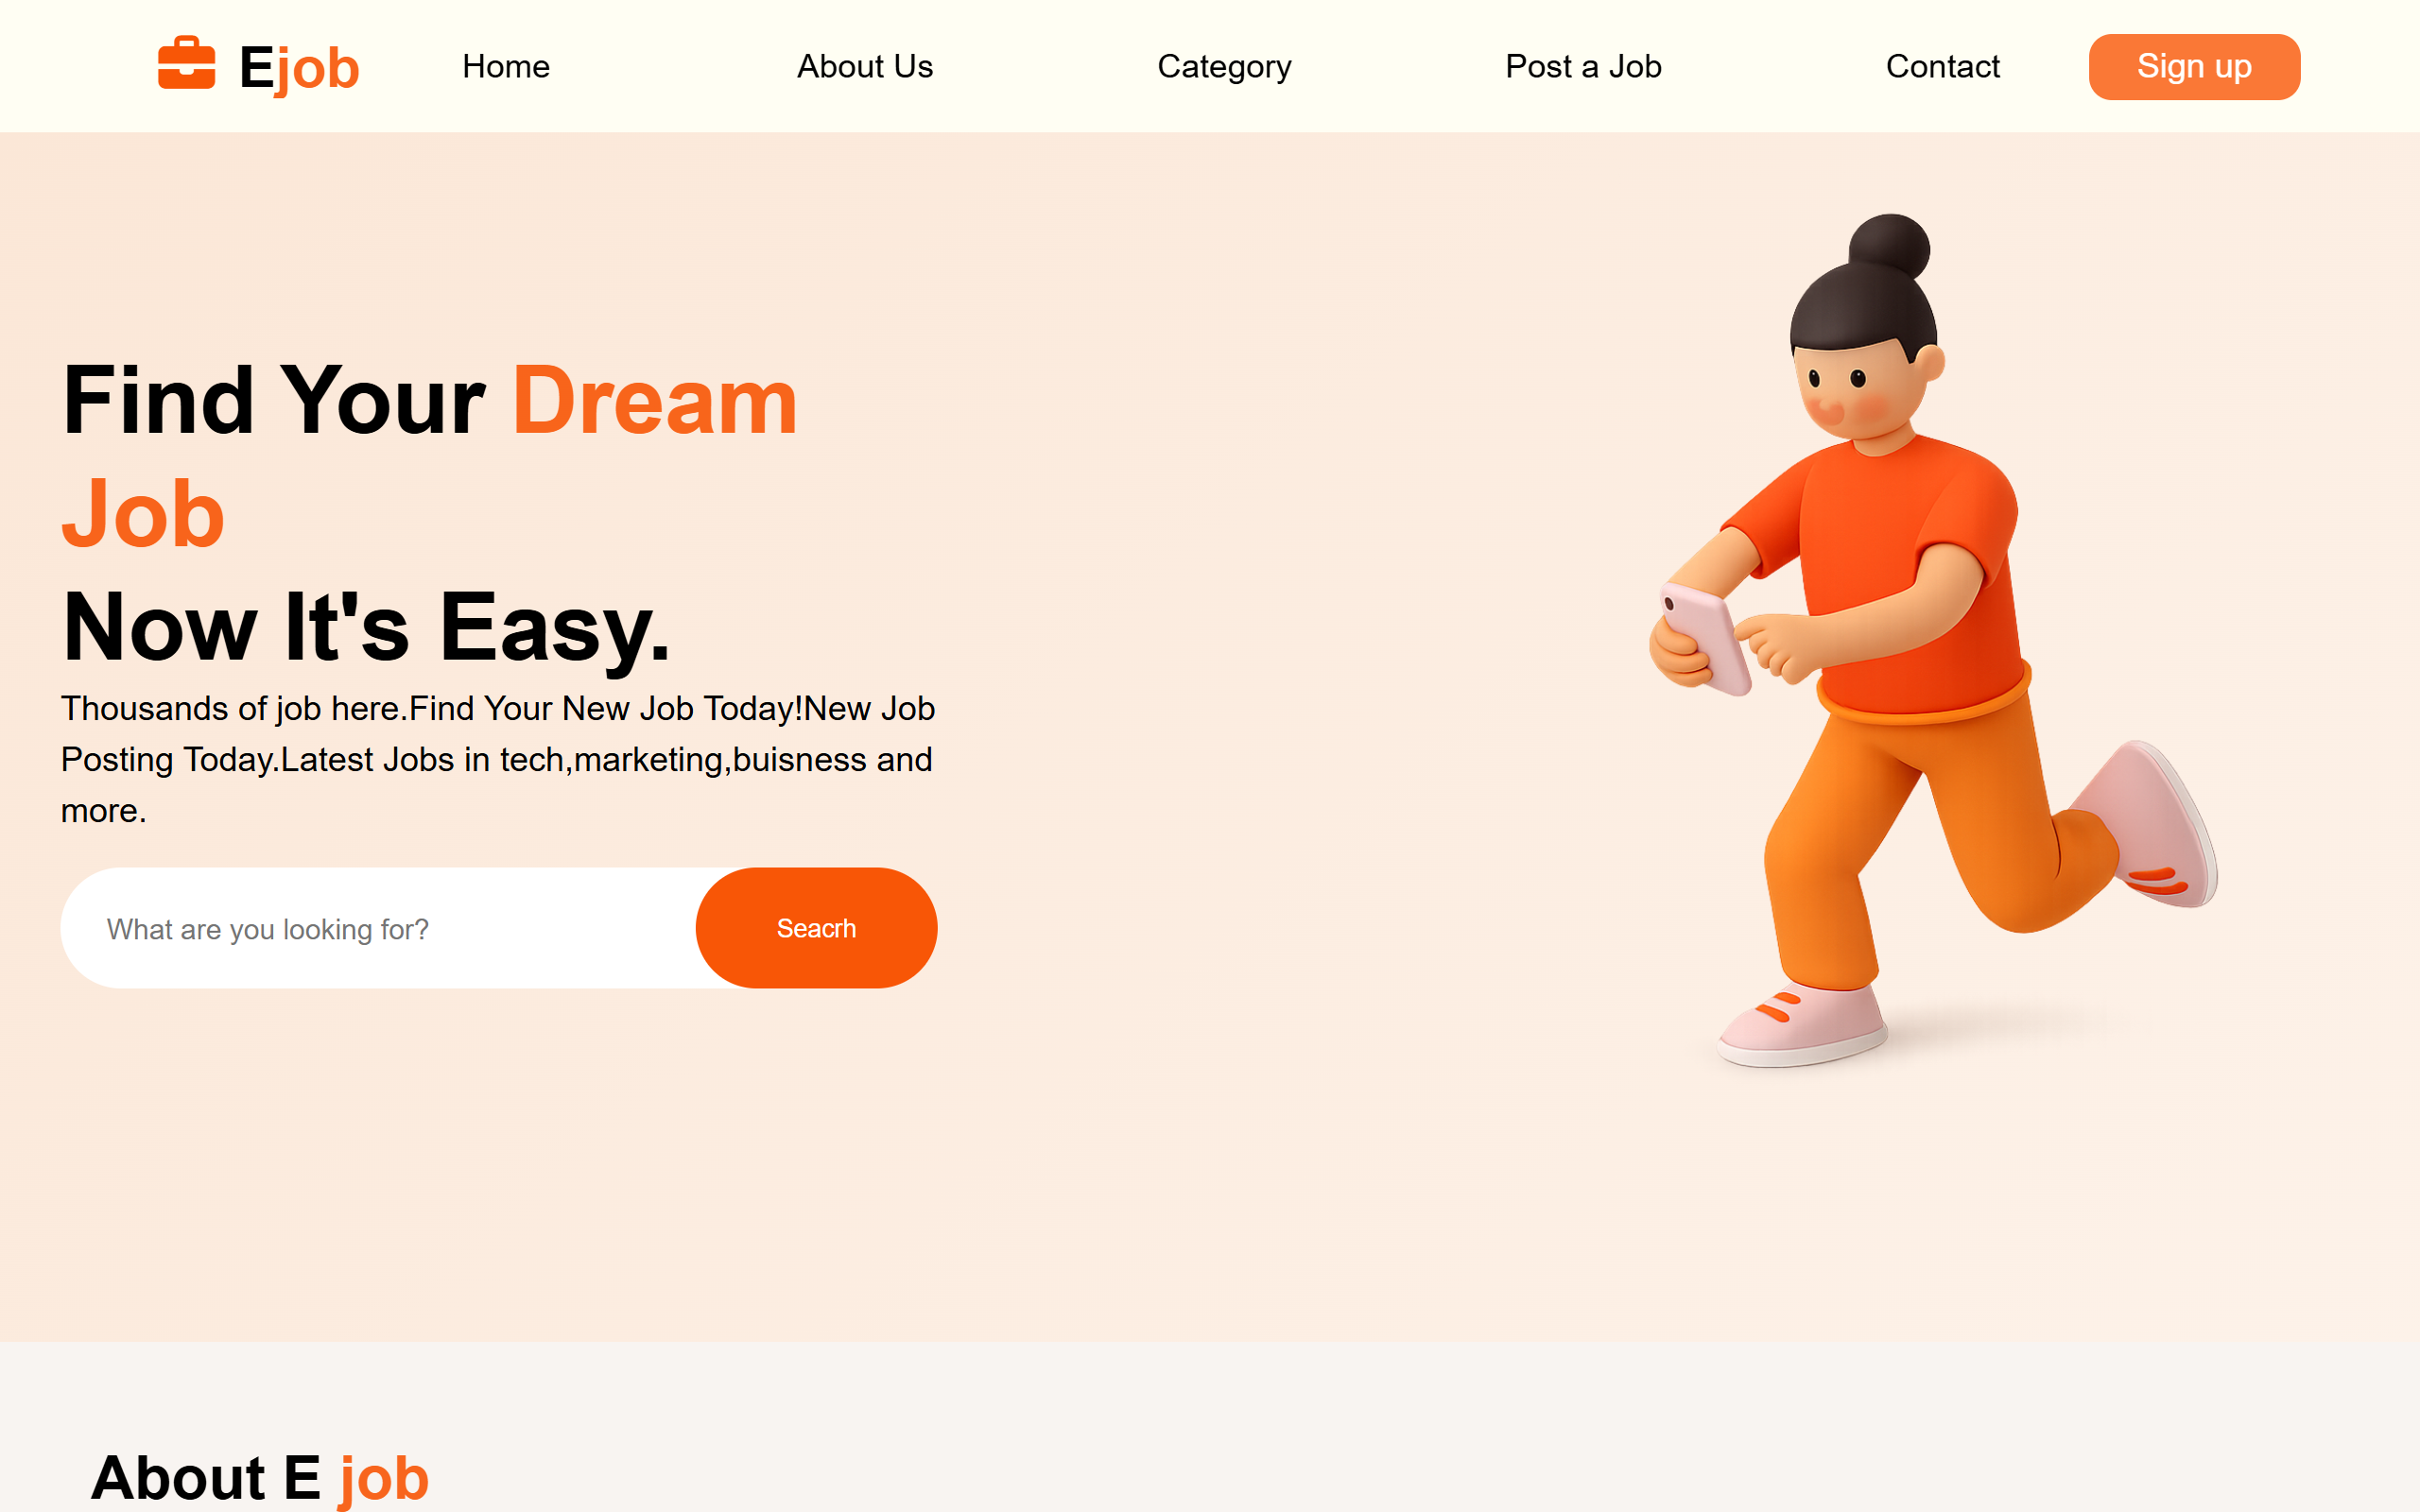 Ejob Home About Us Category Post a Job Contact Sign up
Find Your Dream
Job
Now It's Easy.
Thousands of job here.Find Your New Job Today!New Job
Posting Today.Latest Jobs in tech,marketing,buisness and
more.
What are you looking for? Seacrh
About E job